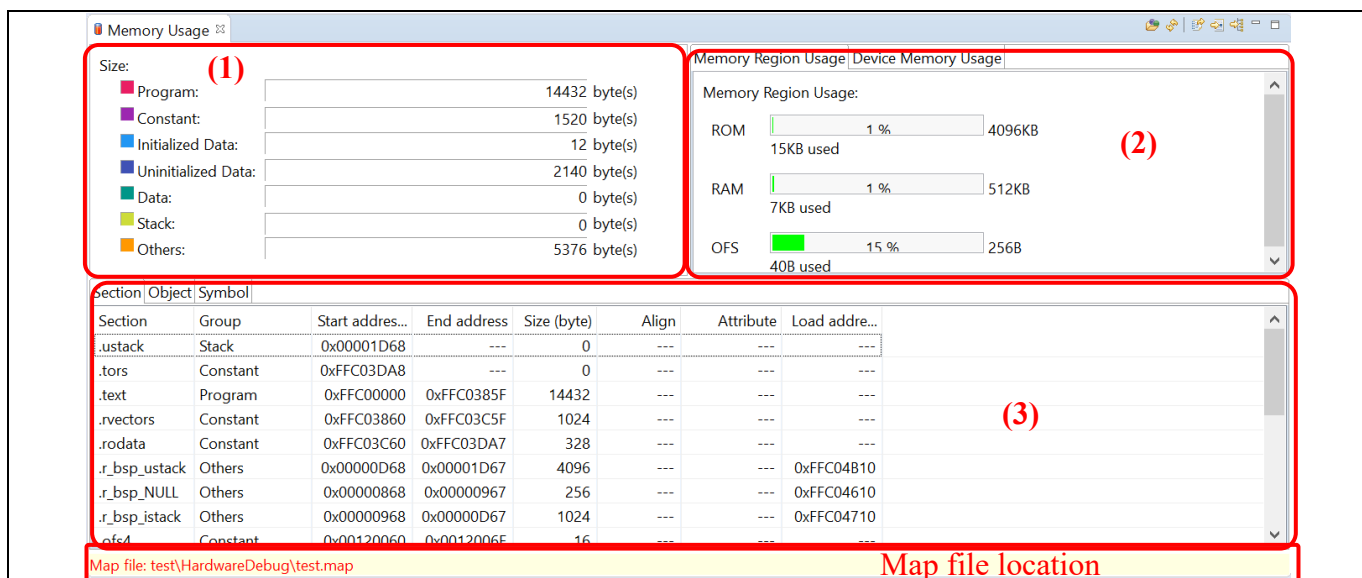 Memory Usage
Size:
(1)
Program: 14432 byte(s)
Constant: 1520 byte(s)
Initialized Data: 12 byte(s)
Uninitialized Data: 2140 byte(s)
Data: 0 byte(s)
Stack: 0 byte(s)
Others: 5376 byte(s)
Memory Region Usage Device Memory Usage
Memory Region Usage:
ROM 1 % 4096KB
15KB used
(2)
RAM 1 % 512KB
7KB used
OFS 15 % 256B
40B used
Section Object Symbol
Section Group Start addres... End address Size (byte) Align Attribute Load addre...
.ustack Stack 0x00001D68 --- 0 --- --- ---
.tors Constant 0xFFC03DA8 --- 0 --- --- ---
.text Program 0xFFC00000 0xFFC0385F 14432 --- --- ---
.rvectors Constant 0xFFC03860 0xFFC03C5F 1024 --- --- ---
(3)
.rodata Constant 0xFFC03C60 0xFFC03DA7 328 --- --- ---
.r_bsp_ustack Others 0x00000D68 0x00001D67 4096 --- --- 0xFFC04B10
.r_bsp_NULL Others 0x00000868 0x00000967 256 --- --- 0xFFC04610
.r_bsp_istack Others 0x00000968 0x00000D67 1024 --- --- 0xFFC04710
.ofs4 Constant 0x00120060 0x0012006F 16 --- --- ---
Map file: test\HardwareDebug\test.map
Map file location